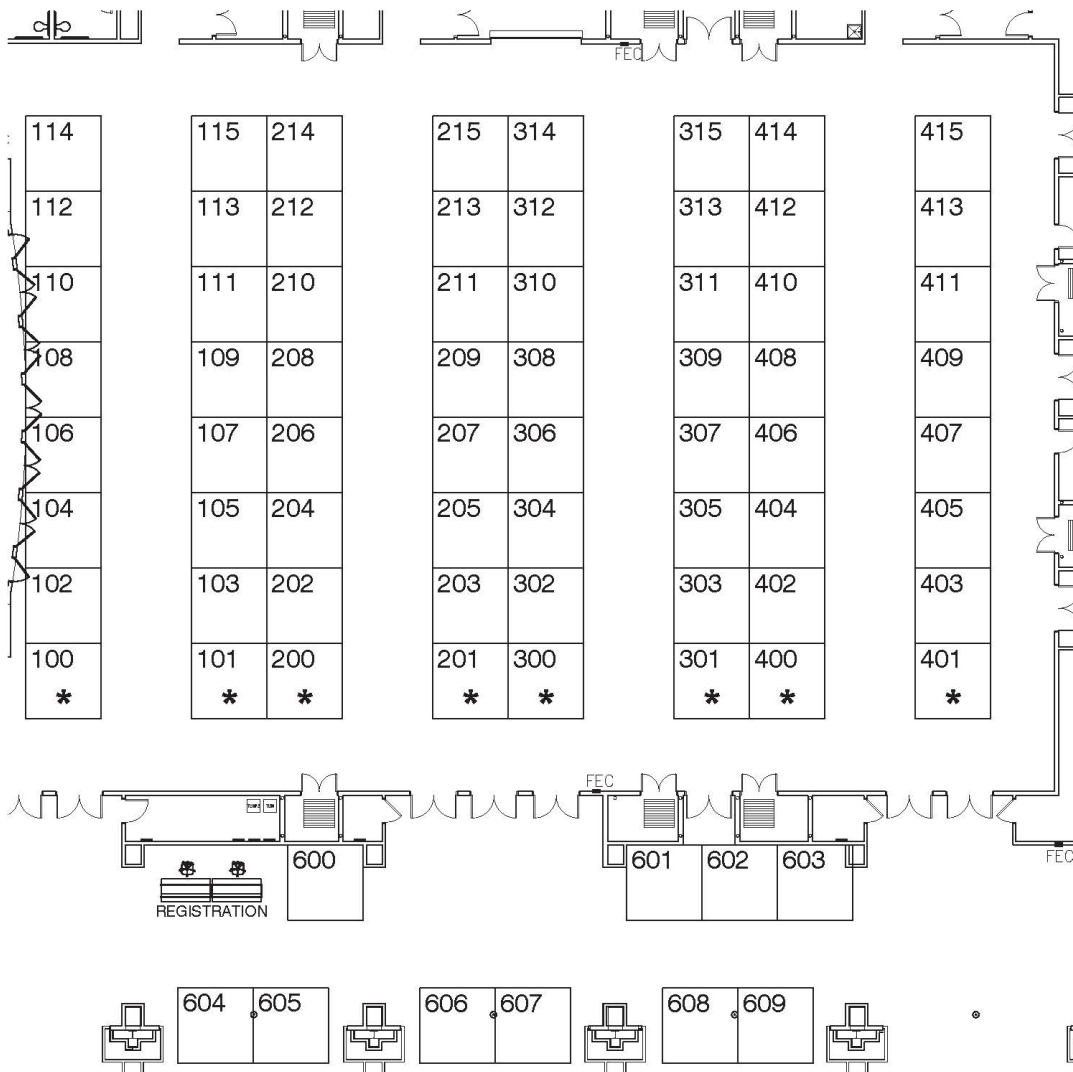 FEC
114 115 214 215 314 315 414 415
112 113 212 213 312 313 412 413
110 111 210 211 310 311 410 411
108 109 208 209 308 309 408 409
106 107 206 207 306 307 406 407
104 105 204 205 304 305 404 405
102 103 202 203 302 303 402 403
100 101 200 201 300 301 400 401
* * * * * * * *
FEC
600 601 602 603
FEC
REGISTRATION
604 605 606 607 608 609